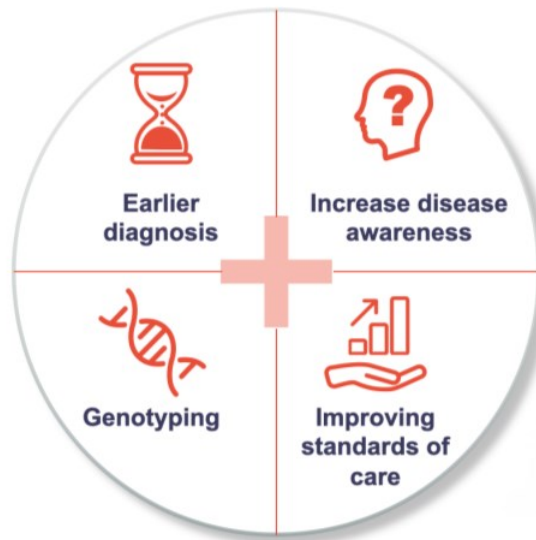 Earlier
diagnosis
Increase disease
awareness
Genotyping
Improving
standards of
care